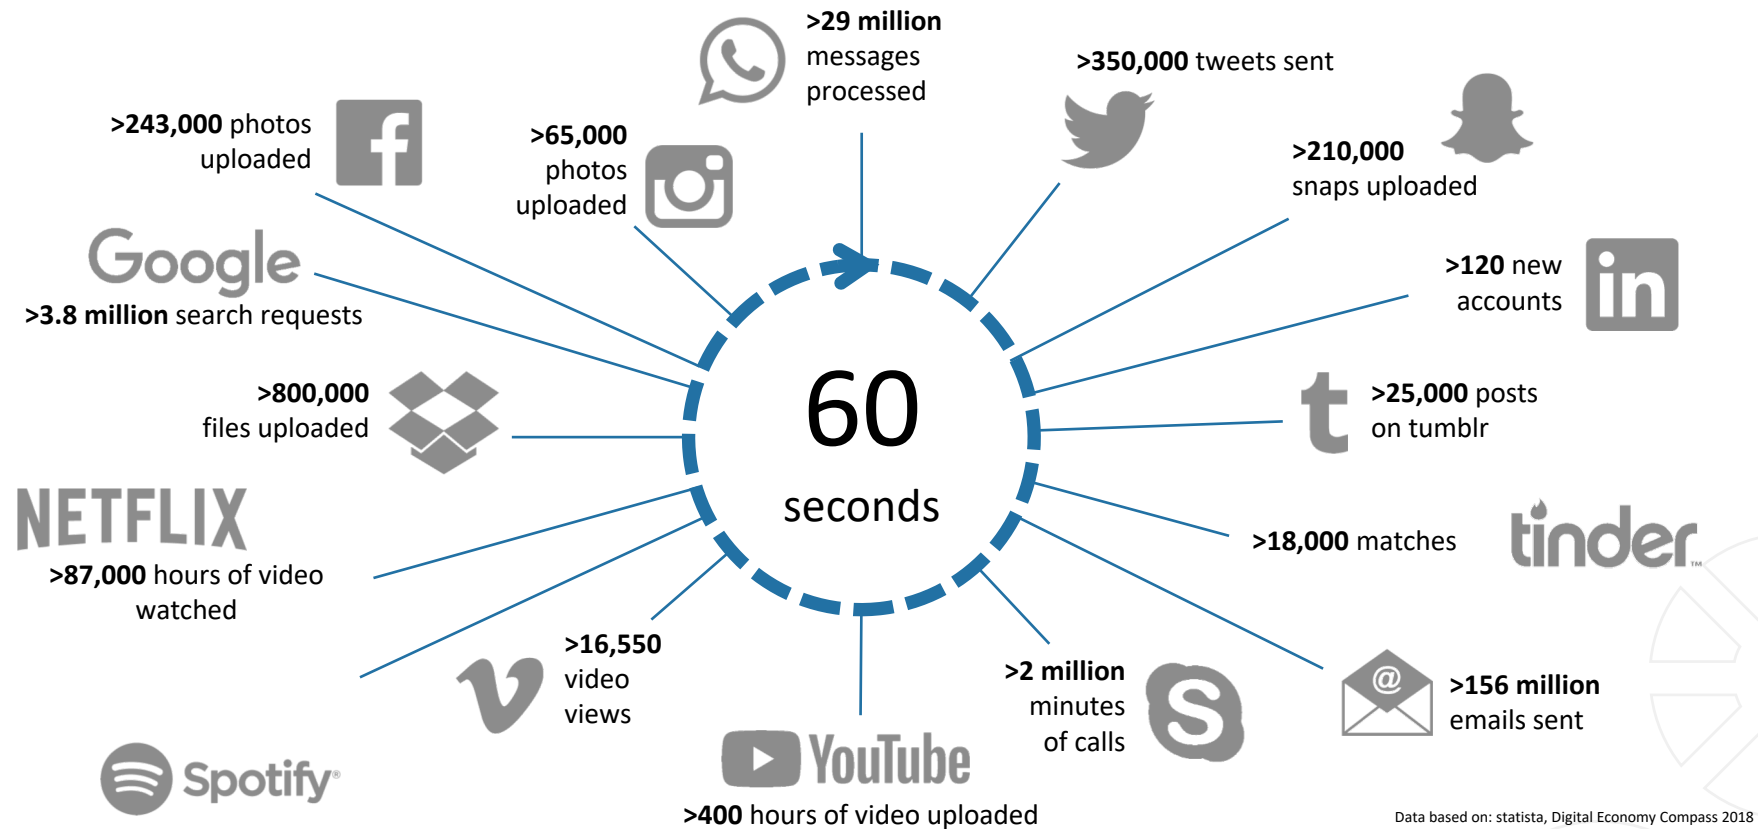 >29 million
messages
processed
>350,000 tweets sent
>243,000 photos
uploaded
>65,000
photos
uploaded
>210,000
snaps uploaded
Google
>3.8 million search requests
>120 new
accounts
in
>800,000
files uploaded
60
seconds
t
>25,000 posts
on tumblr
NETFLIX
>87,000 hours of video
watched
>18,000 matches
tinder™
>16,550
video
views
>2 million
minutes
of calls
S
@
>156 million
emails sent
Spotify®
YouTube
>400 hours of video uploaded
Data based on: statista, Digital Economy Compass 2018